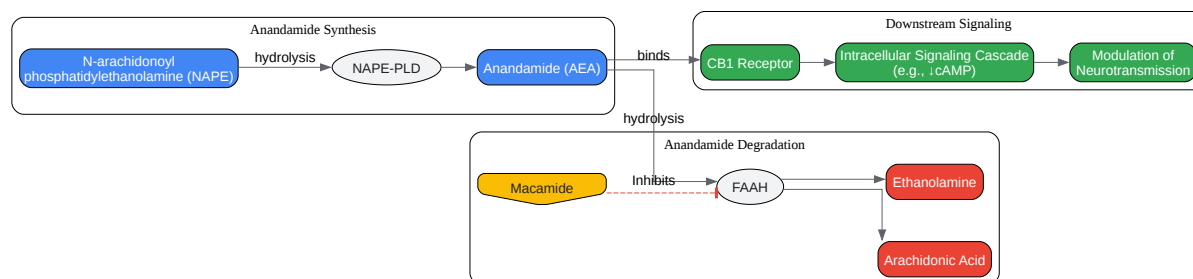 Anandamide Synthesis
N-arachidonoyl
phosphatidylethanolamine (NAPE)
hydrolysis
NAPE-PLD
Anandamide (AEA)
binds
Downstream Signaling
CB1 Receptor
Intracellular Signaling Cascade
(e.g., ↓cAMP)
Modulation of
Neurotransmission
hydrolysis
Anandamide Degradation
Macamide
Inhibits
FAAH
Ethanolamine
Arachidonic Acid